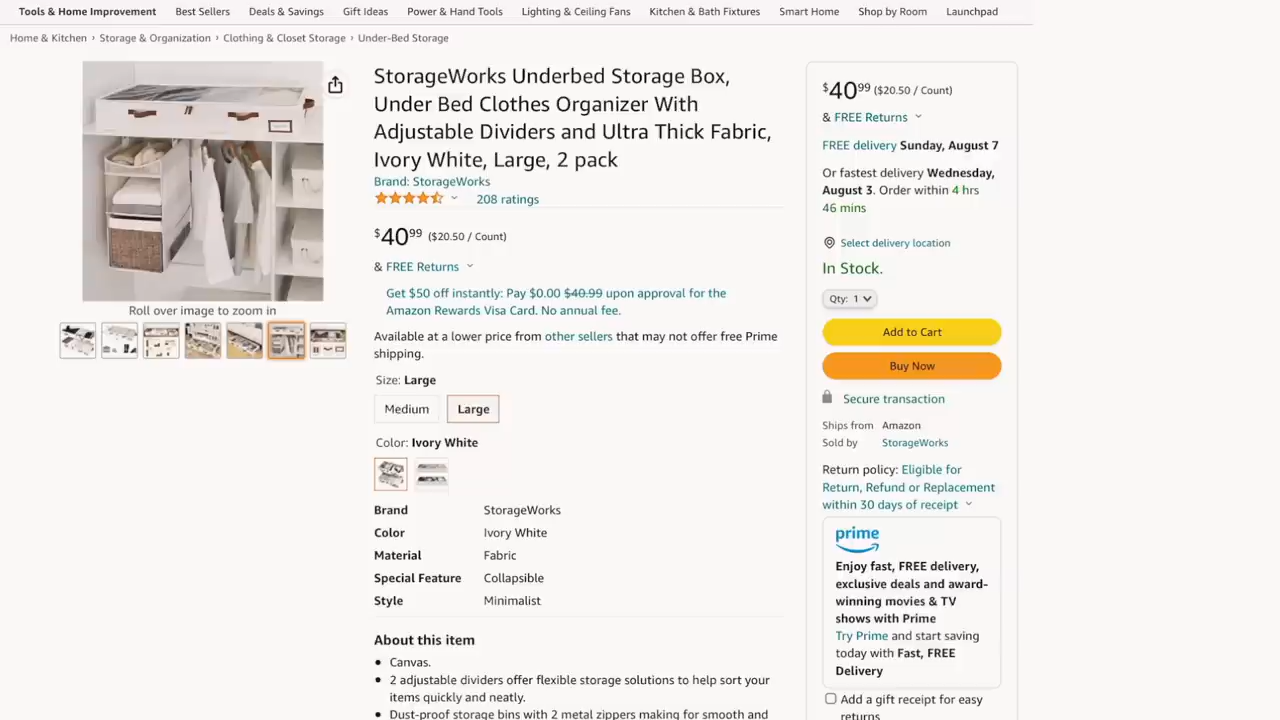 Tools & Home Improvement Best Sellers Deals & Savings Gift Ideas Power & Hand Tools Lighting & Ceiling Fans Kitchen & Bath Fixtures Smart Home Shop by Room Launchpad
Home & Kitchen › Storage & Organization › Clothing & Closet Storage › Under-Bed Storage
StorageWorks Underbed Storage Box,
Under Bed Clothes Organizer With
Adjustable Dividers and Ultra Thick Fabric,
Ivory White, Large, 2 pack
Brand: StorageWorks
208 ratings
$40.99 ($20.50 / Count)
& FREE Returns
Get $50 off instantly: Pay $0.00 $40.99 upon approval for the
Amazon Rewards Visa Card. No annual fee.
Available at a lower price from other sellers that may not offer free Prime
shipping.
Roll over image to zoom in
Size: Large
Medium Large
Color: Ivory White
Brand StorageWorks
Color Ivory White
Material Fabric
Special Feature Collapsible
Style Minimalist
About this item
• Canvas.
• 2 adjustable dividers offer flexible storage solutions to help sort your
items quickly and neatly.
• Dust-proof storage bins with 2 metal zippers making for smooth and
$40.99 ($20.50 / Count)
& FREE Returns
FREE delivery Sunday, August 7
Or fastest delivery Wednesday,
August 3. Order within 4 hrs
46 mins
Select delivery location
In Stock.
Qty: 1
Add to Cart
Buy Now
Secure transaction
Ships from Amazon
Sold by StorageWorks
Return policy: Eligible for
Return, Refund or Replacement
within 30 days of receipt
prime
Enjoy fast, FREE delivery,
exclusive deals and award-
winning movies & TV
shows with Prime
Try Prime and start saving
today with Fast, FREE
Delivery
Add a gift receipt for easy
returns